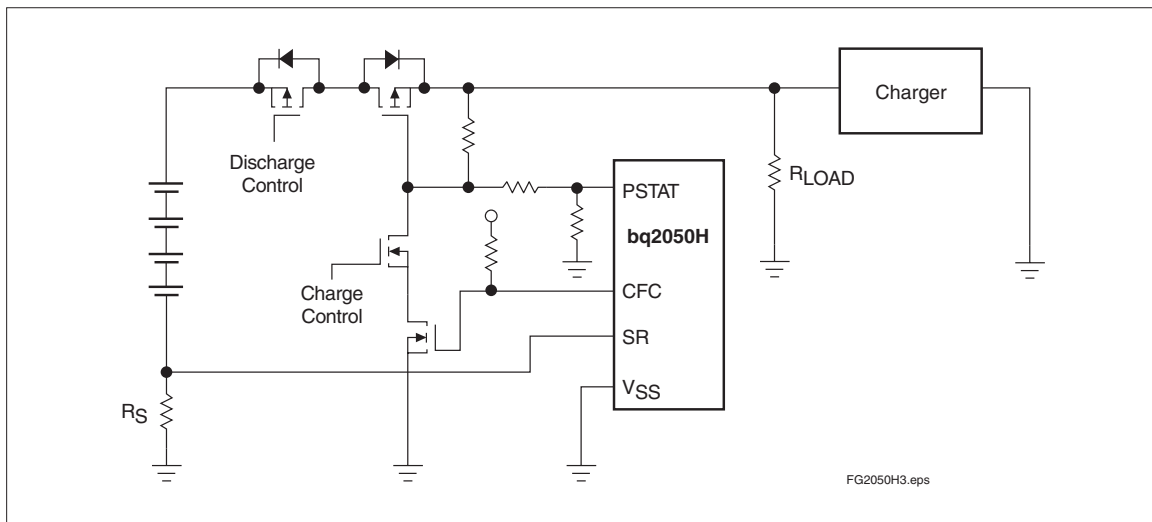 Charger
Discharge
Control
RLOAD
PSTAT
bq2050H
Charge
Control
CFC
SR
VSS
RS
FG2050H3.eps